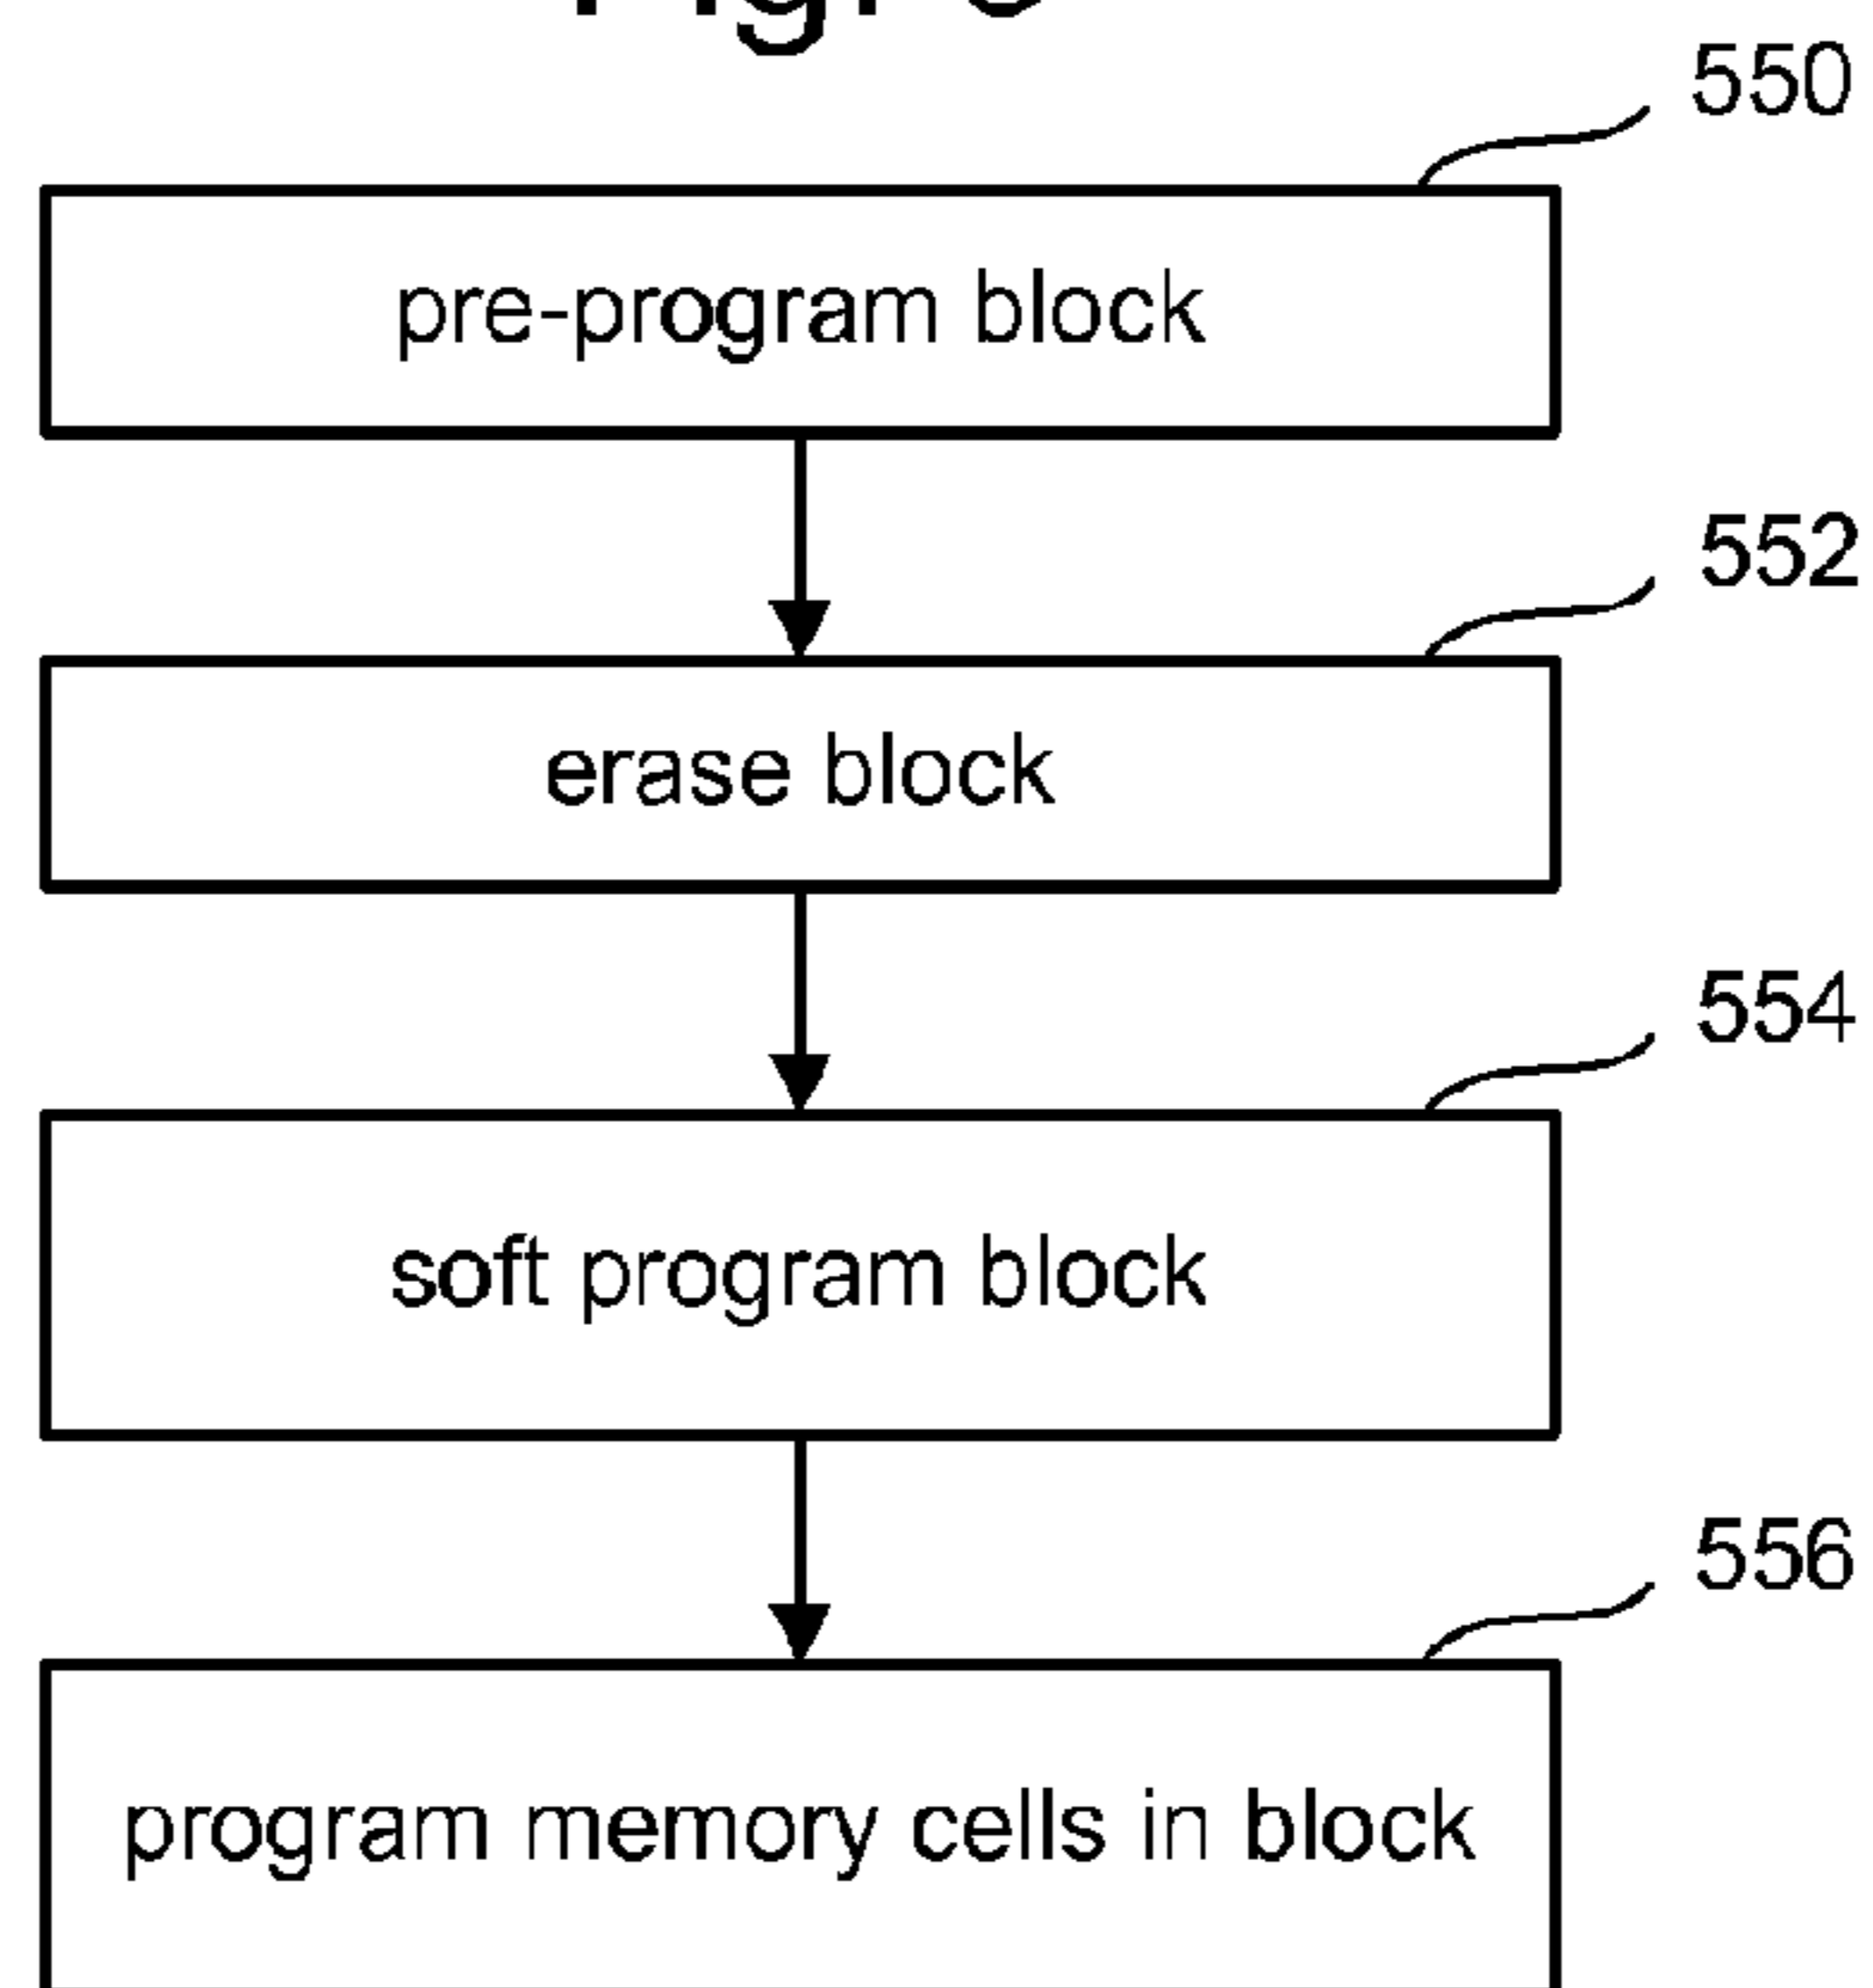 550
pre-program block
552
erase block
554
soft program block
556
program memory cells in block